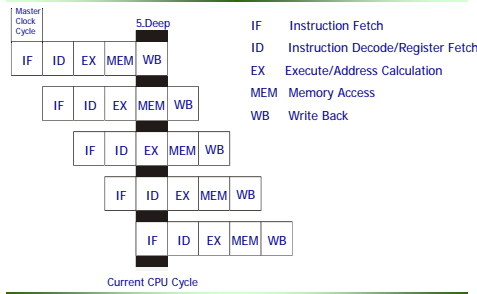 Master
Clock
Cycle
5.Deep
IF ID EX MEM WB
IF ID EX MEM WB
IF ID EX MEM WB
IF ID EX MEM WB
IF ID EX MEM WB
Current CPU Cycle
IF Instruction Fetch
ID Instruction Decode/Register Fetch
EX Execute/Address Calculation
MEM Memory Access
WB Write Back